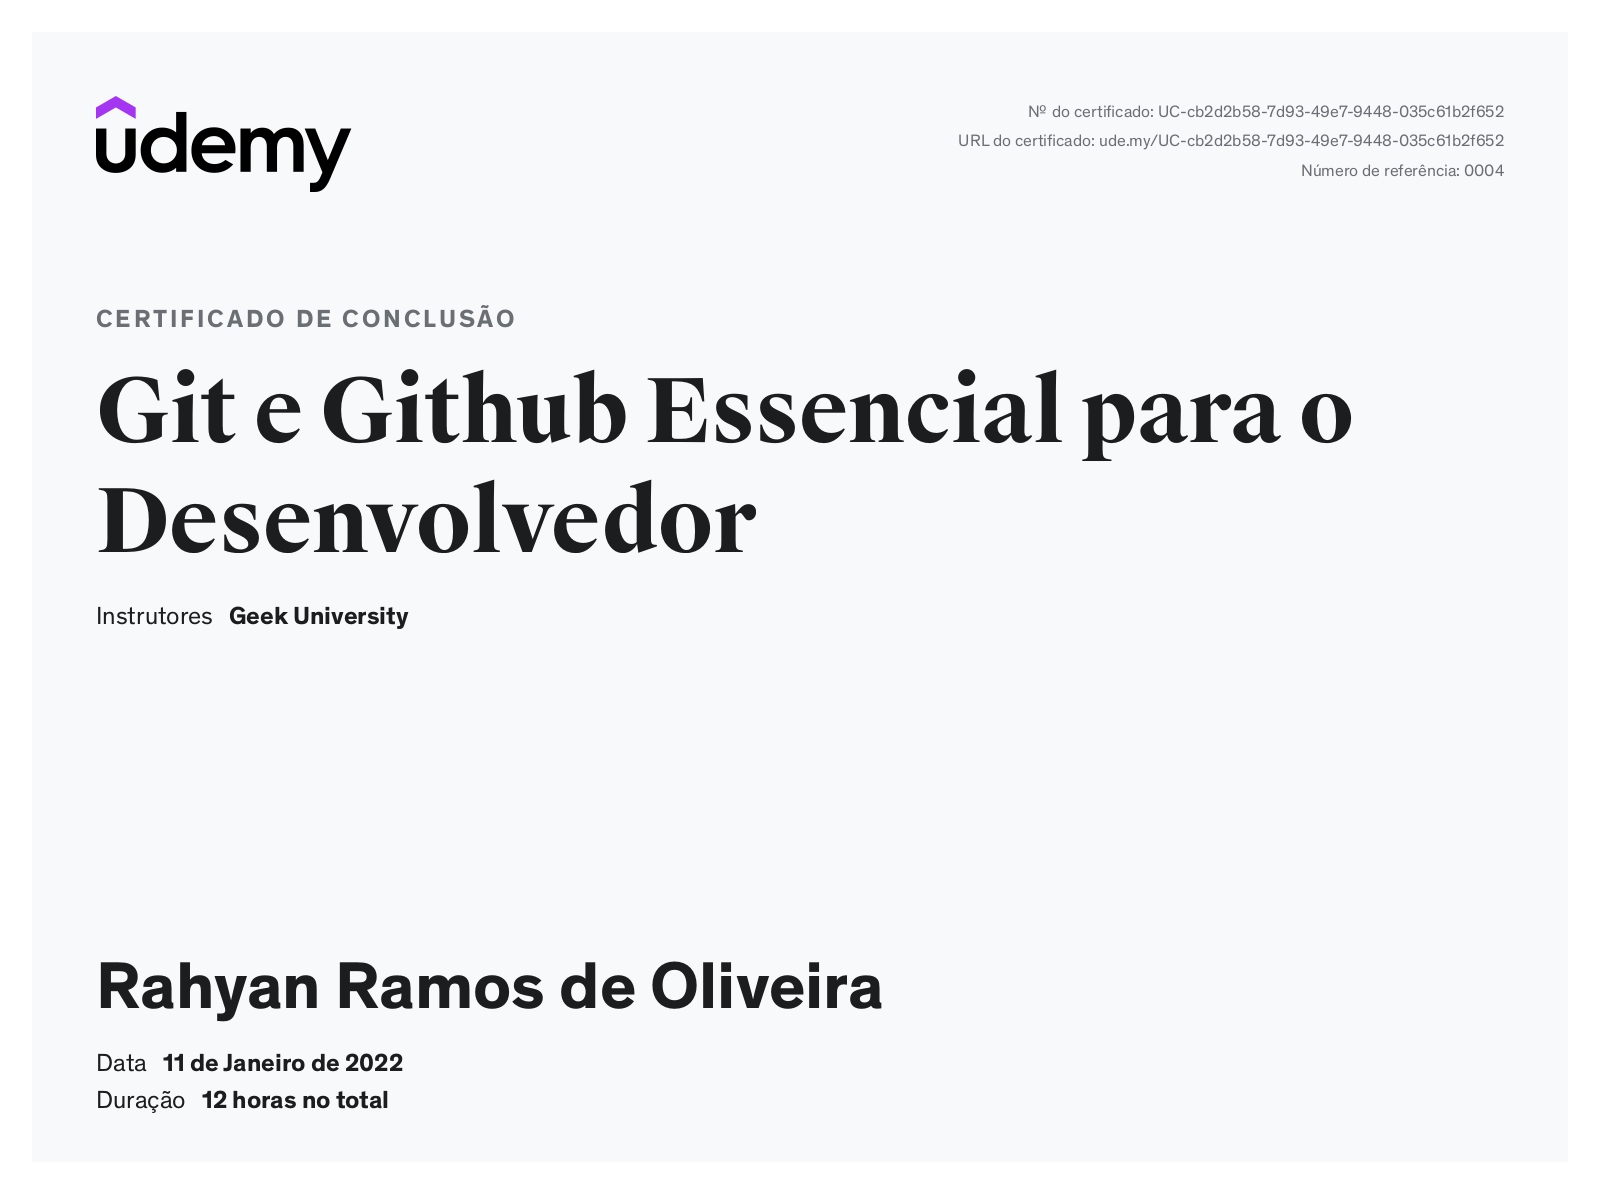 udemy
Nº do certificado: UC-cb2d2b58-7d93-49e7-9448-035c61b2f652
URL do certificado: ude.my/UC-cb2d2b58-7d93-49e7-9448-035c61b2f652
Número de referência: 0004
CERTIFICADO DE CONCLUSÃO
Git e Github Essencial para o
Desenvolvedor
Instrutores Geek University
Rahyan Ramos de Oliveira
Data 11 de Janeiro de 2022
Duração 12 horas no total